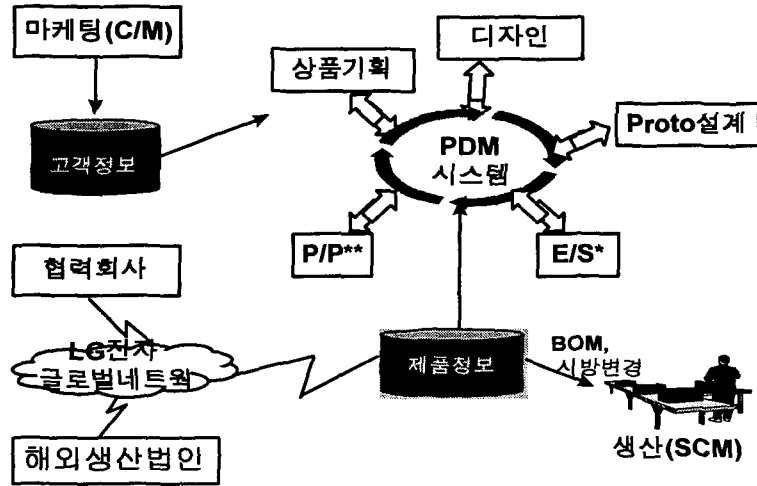 마케팅(C/M)
디자인
상품기획
Proto설계
고객정보
PDM
시스템
P/P**
E/S*
협력회사
LG전자
글로벌네트웍
제품정보
BOM,
시방변경
해외생산법인
생산(SCM)